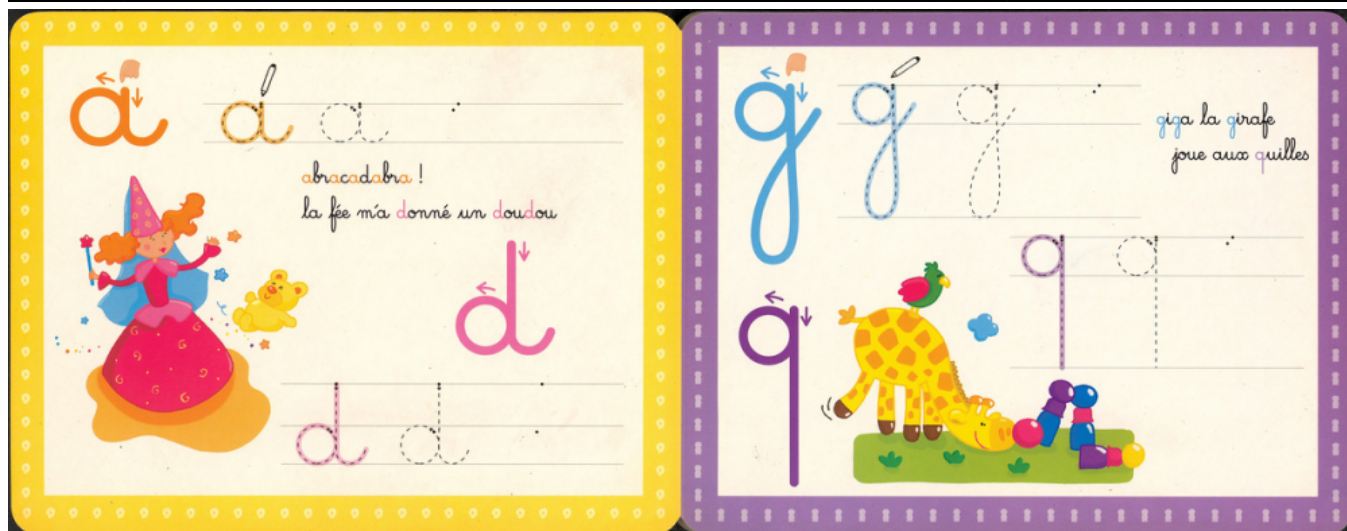 a a a
abracadabra !
la fée m'a donné un doudou
d
d d
g g g
giga la girafe
joue aux quilles
q q
q